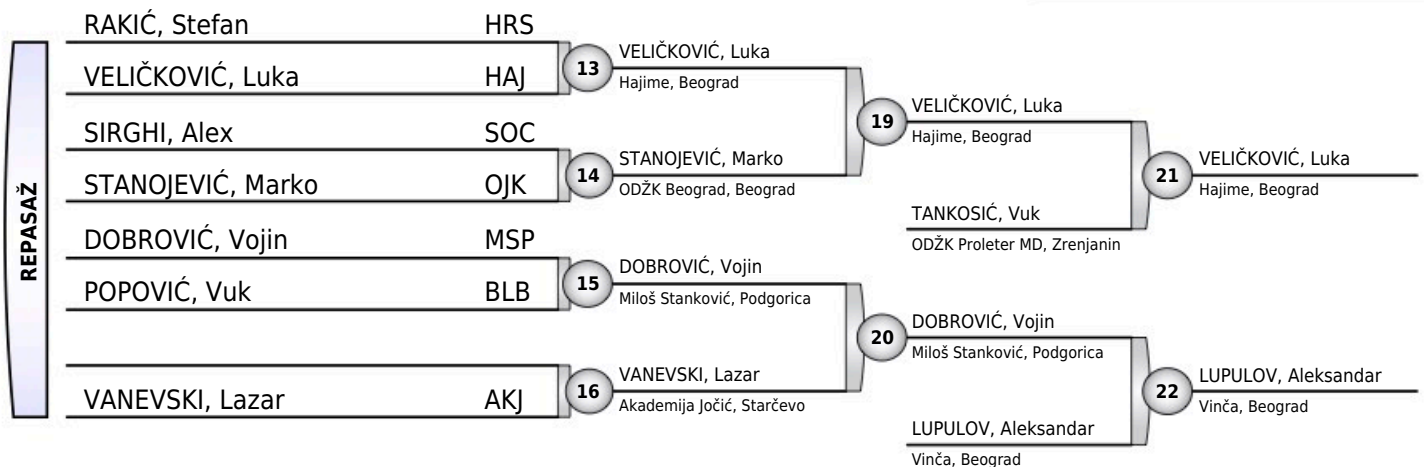 REPASAŽ
RAKIĆ, Stefan HRS
VELIČKOVIĆ, Luka HAJ
SIRGHI, Alex SOC
STANOJEVIĆ, Marko OJK
DOBROVIĆ, Vojin MSP
POPOVIĆ, Vuk BLB
VANEVSKI, Lazar AKJ
13
VELIČKOVIĆ, Luka
Hajime, Beograd
14
STANOJEVIĆ, Marko
ODŽK Beograd, Beograd
15
DOBROVIĆ, Vojin
Miloš Stanković, Podgorica
16
VANEVSKI, Lazar
Akademija Jočić, Starčevo
19
VELIČKOVIĆ, Luka
Hajime, Beograd
TANKOSIĆ, Vuk
ODŽK Proleter MD, Zrenjanin
20
DOBROVIĆ, Vojin
Miloš Stanković, Podgorica
LUPULOV, Aleksandar
Vinča, Beograd
21
VELIČKOVIĆ, Luka
Hajime, Beograd
22
LUPULOV, Aleksandar
Vinča, Beograd